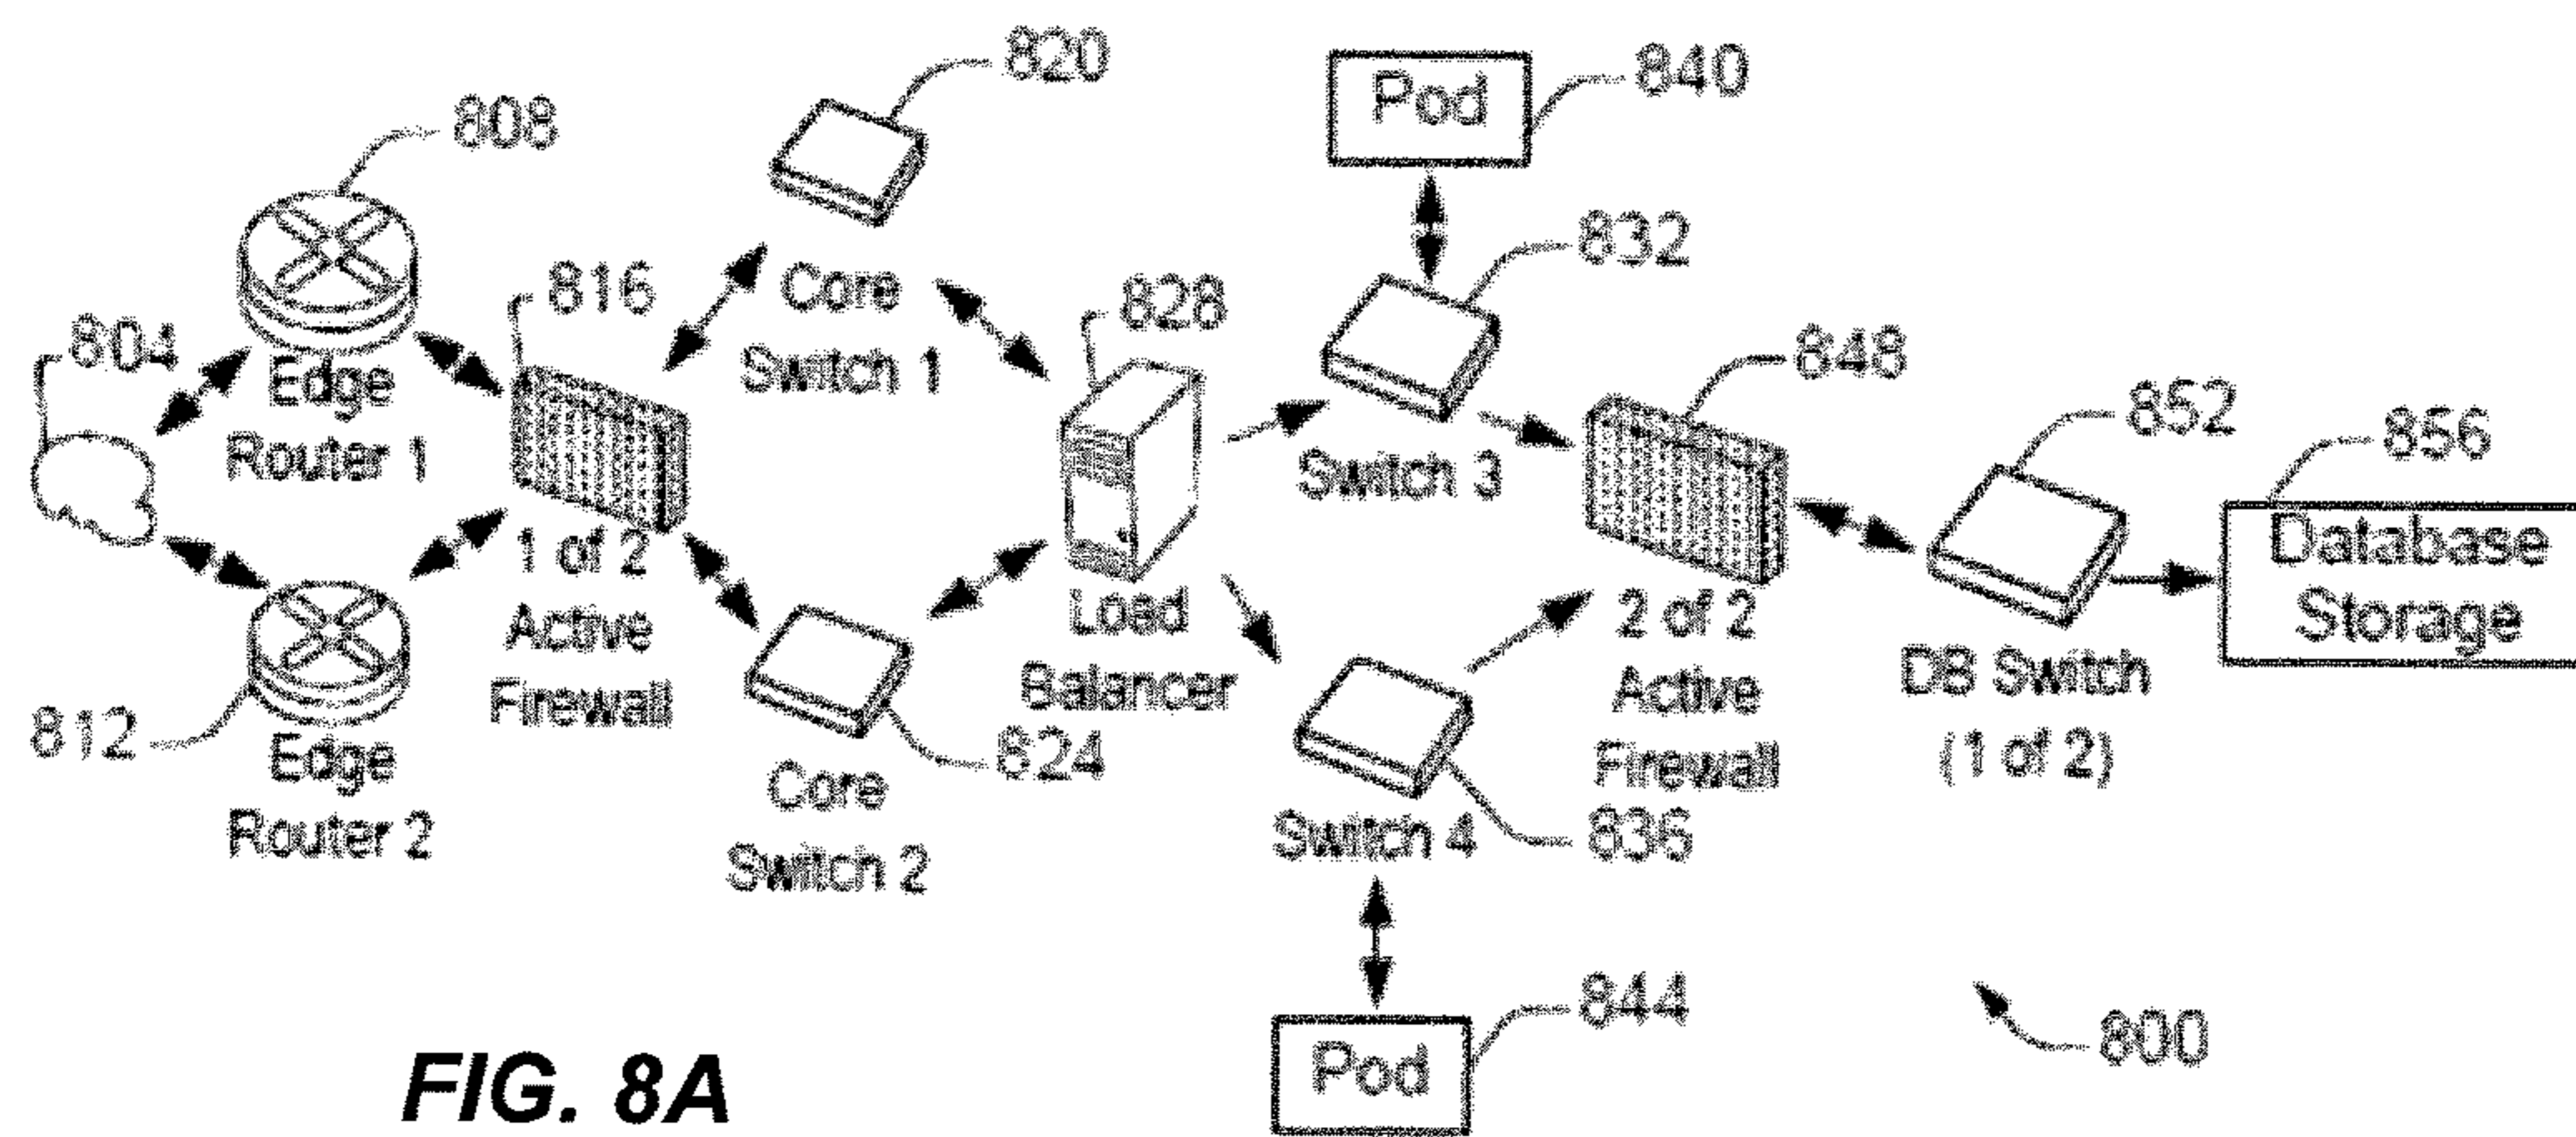 820
Pod
840
808
832
816
Core
Switch 1
828
804
Edge
Router 1
848
852
856
Switch 3
Database
Storage
1 of 2
Active
Firewall
Load
Balancer
2 of 2
Active
Firewall
DB Switch
(1 of 2)
812
Edge
Router 2
824
Core
Switch 2
Switch 4
836
844
Pod
800
FIG. 8A